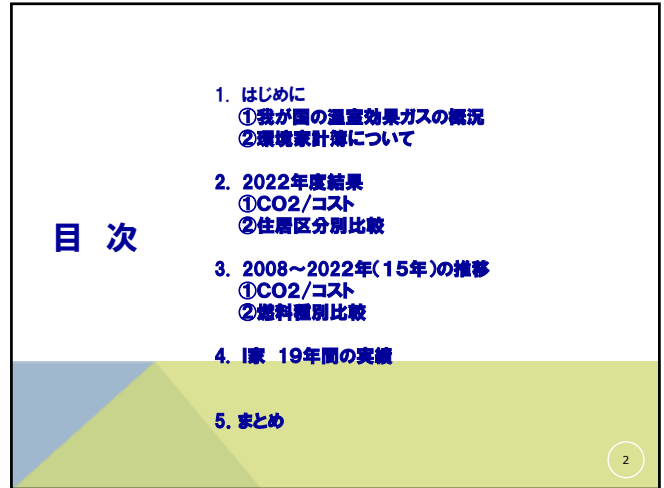 目 次
1. はじめに
①我が国の温室効果ガスの概況
②環境家計簿について
2. 2022年度結果
①CO2/コスト
②住居区分別比較
3. 2008～2022年(15年)の推移
①CO2/コスト
②燃料種別比較
4. I家 19年間の実績
5. まとめ
2